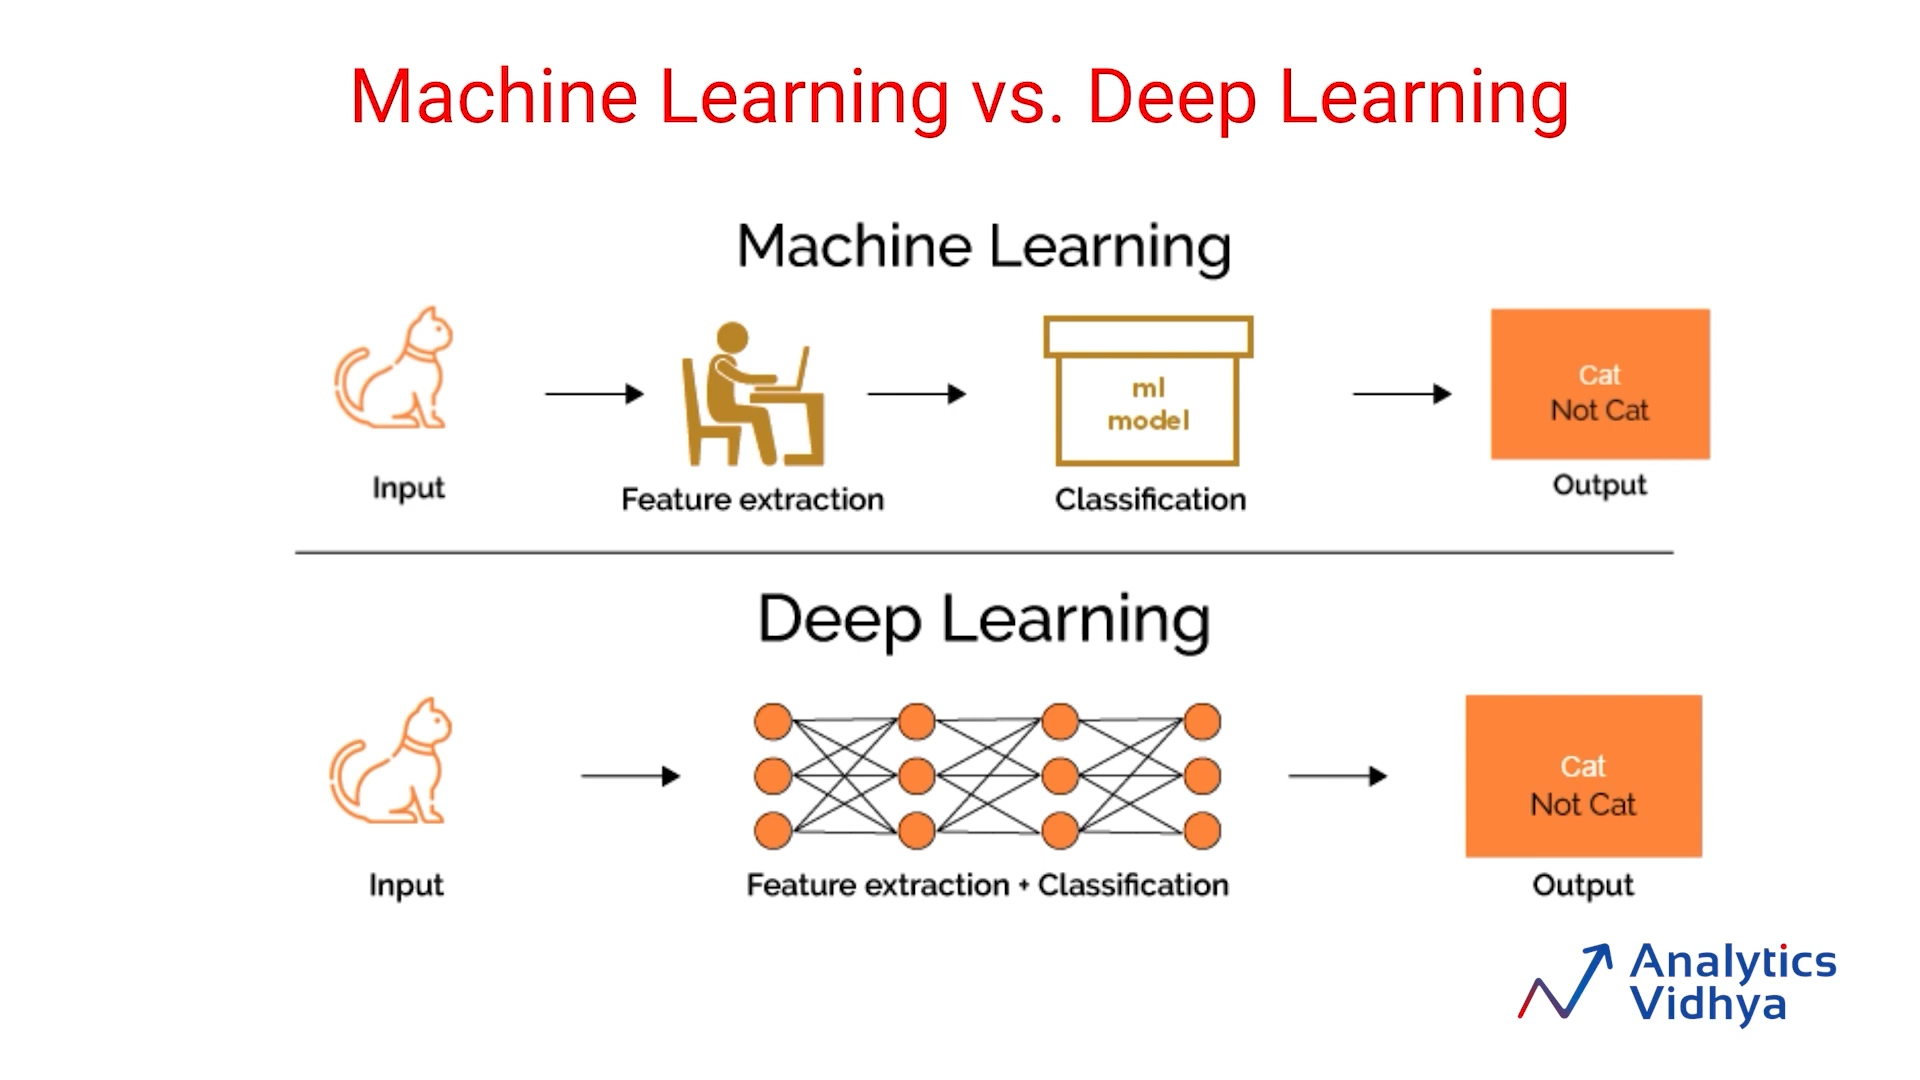 Machine Learning vs. Deep Learning
Machine Learning
ml
model
Cat
Not Cat
Input
Feature extraction
Classification
Output
Deep Learning
Cat
Not Cat
Input
Feature extraction + Classification
Output
Analytics
Vidhya